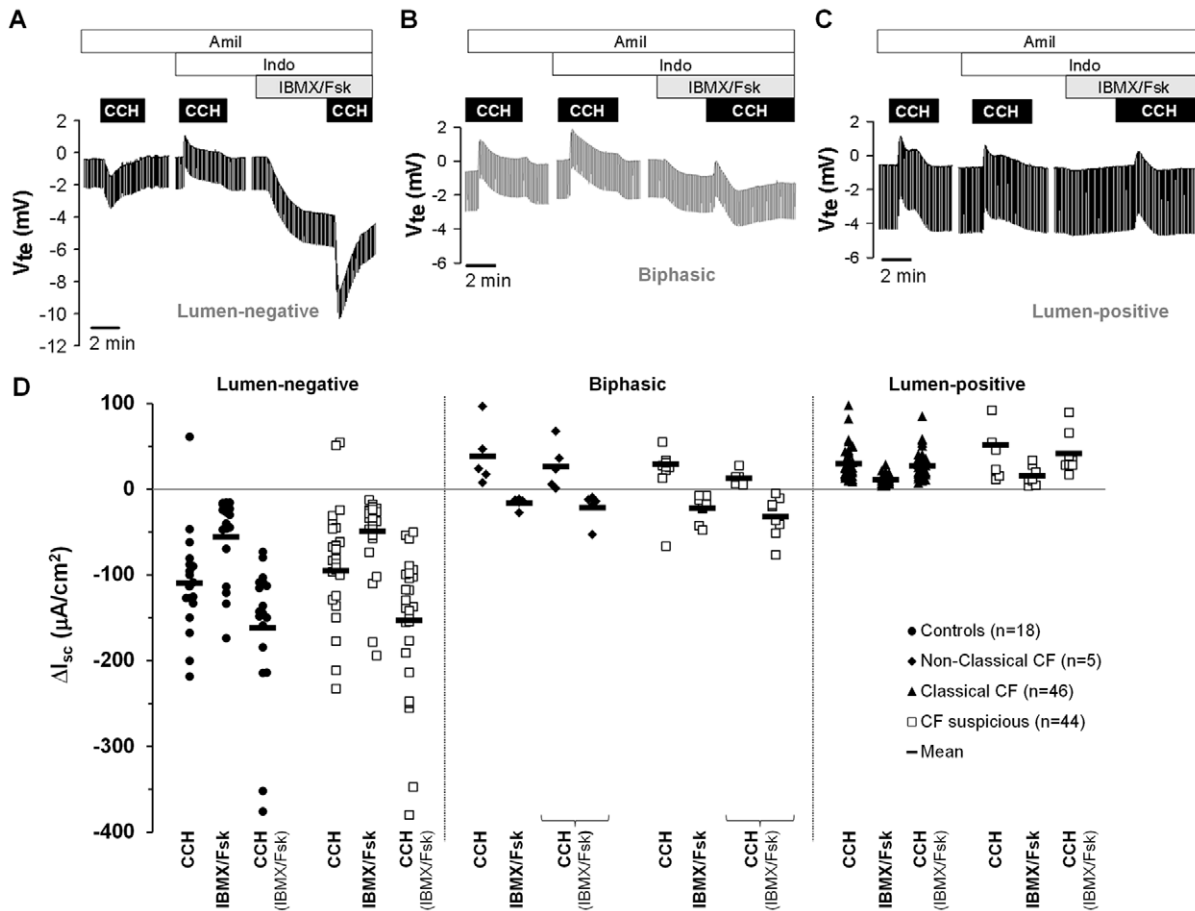 A
Amil
Indo
IBMX/Fsk
CCH CCH CCH
2
0
-2
-4
-6
-8
-10
-12
Vte (mV)
2 min
Lumen-negative
B
Amil
Indo
IBMX/Fsk
CCH CCH CCH
2
0
-2
-4
-6
Vte (mV)
2 min
Biphasic
C
Amil
Indo
IBMX/Fsk
CCH CCH CCH
2
0
-2
-4
-6
Vte (mV)
2 min
Lumen-positive
D
Lumen-negative Biphasic Lumen-positive
100
0
-100
-200
-300
-400
ΔIsc (µA/cm²)
Controls (n=18)
Non-Classical CF (n=5)
Classical CF (n=46)
CF suspicious (n=44)
Mean
CCH
IBMX/Fsk
CCH
(IBMX/Fsk)
CCH
IBMX/Fsk
CCH
(IBMX/Fsk)
CCH
IBMX/Fsk
CCH
(IBMX/Fsk)
CCH
IBMX/Fsk
CCH
(IBMX/Fsk)
CCH
IBMX/Fsk
CCH
(IBMX/Fsk)
CCH
IBMX/Fsk
CCH
(IBMX/Fsk)